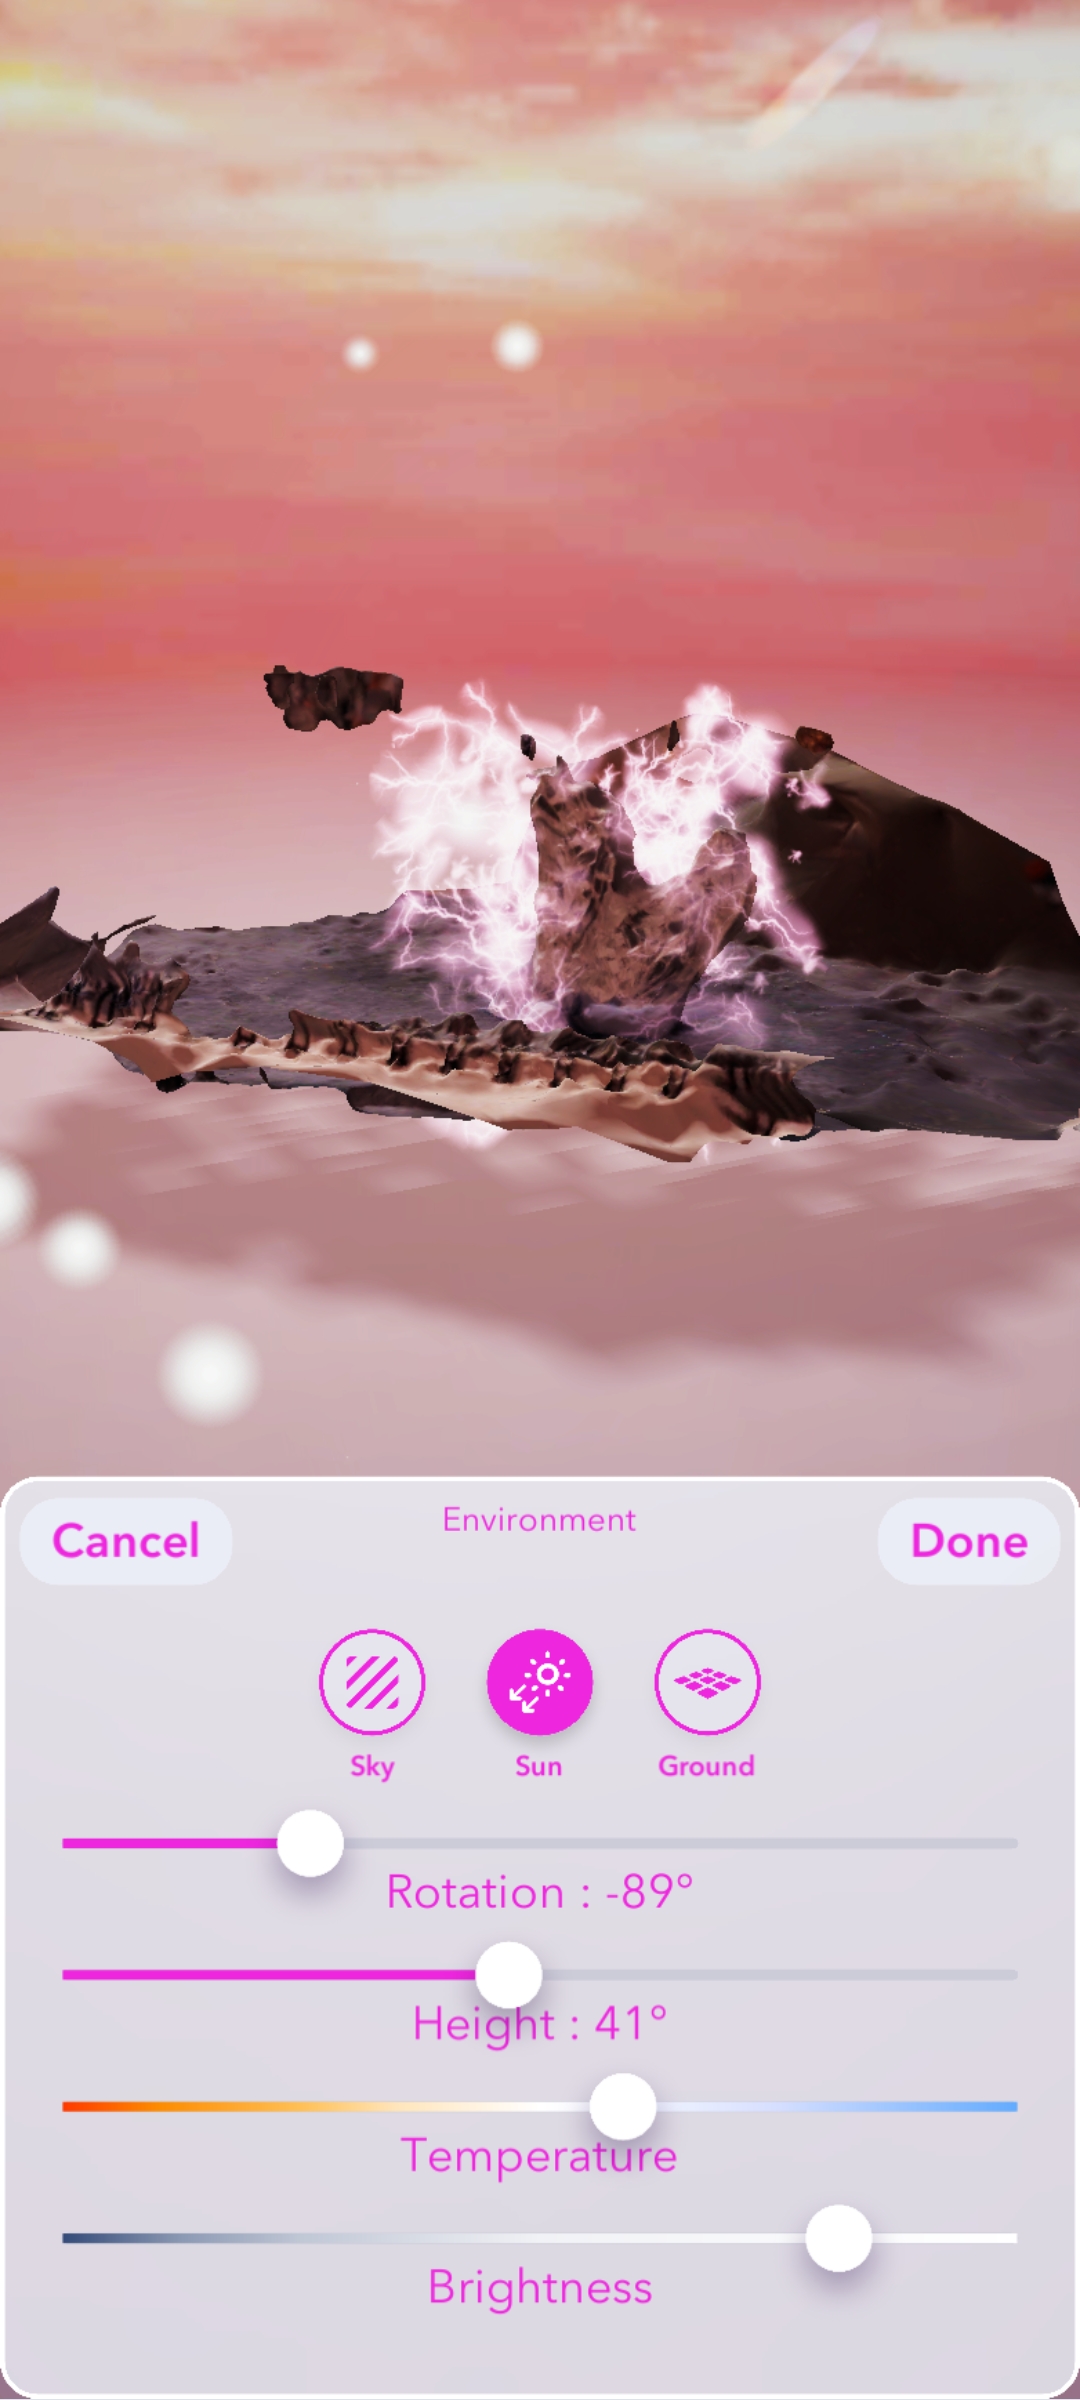 Cancel
Environment
Done
Sky
Sun
Ground
Rotation : -89°
Height : 41°
Temperature
Brightness